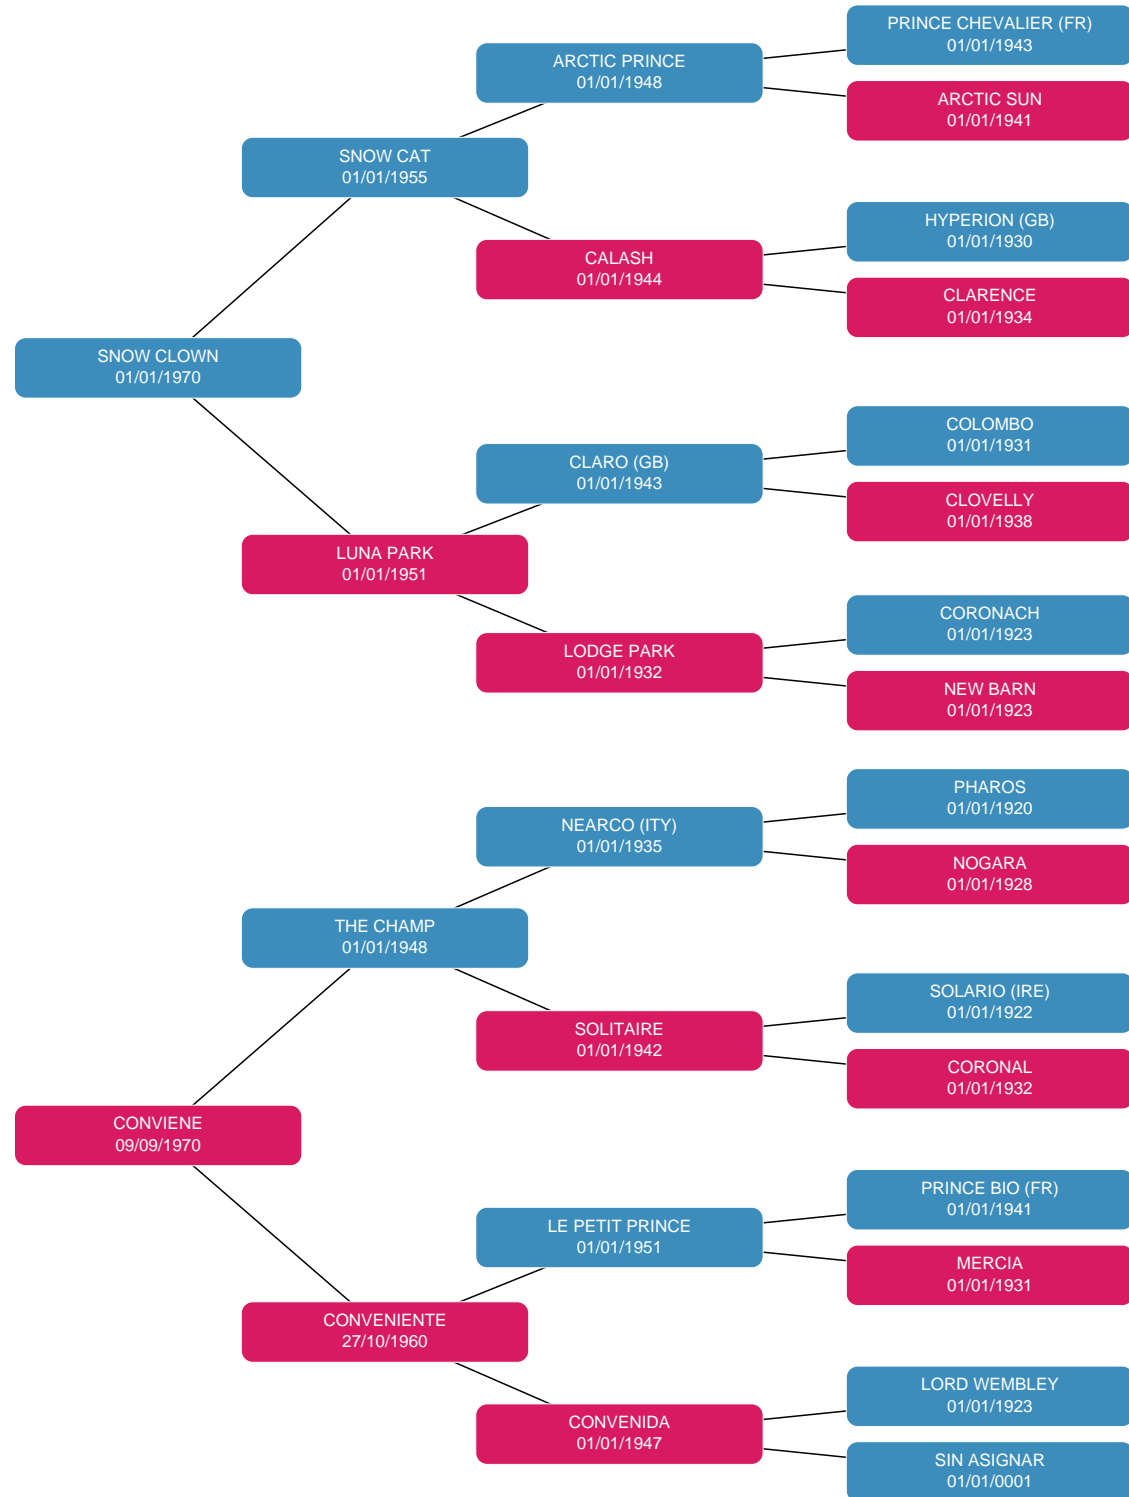 PRINCE CHEVALIER (FR)
01/01/1943
ARCTIC PRINCE
01/01/1948
ARCTIC SUN
01/01/1941
SNOW CAT
01/01/1955
HYPERION (GB)
01/01/1930
CALASH
01/01/1944
CLARENCE
01/01/1934
SNOW CLOWN
01/01/1970
COLOMBO
01/01/1931
CLARO (GB)
01/01/1943
CLOVELLY
01/01/1938
LUNA PARK
01/01/1951
CORONACH
01/01/1923
LODGE PARK
01/01/1932
NEW BARN
01/01/1923
PHAROS
01/01/1920
NEARCO (ITY)
01/01/1935
NOGARA
01/01/1928
THE CHAMP
01/01/1948
SOLARIO (IRE)
01/01/1922
SOLITAIRE
01/01/1942
CORONAL
01/01/1932
CONVIENE
09/09/1970
PRINCE BIO (FR)
01/01/1941
LE PETIT PRINCE
01/01/1951
MERCIA
01/01/1931
CONVENIENTE
27/10/1960
LORD WEMBLEY
01/01/1923
CONVENIDA
01/01/1947
SIN ASIGNAR
01/01/0001